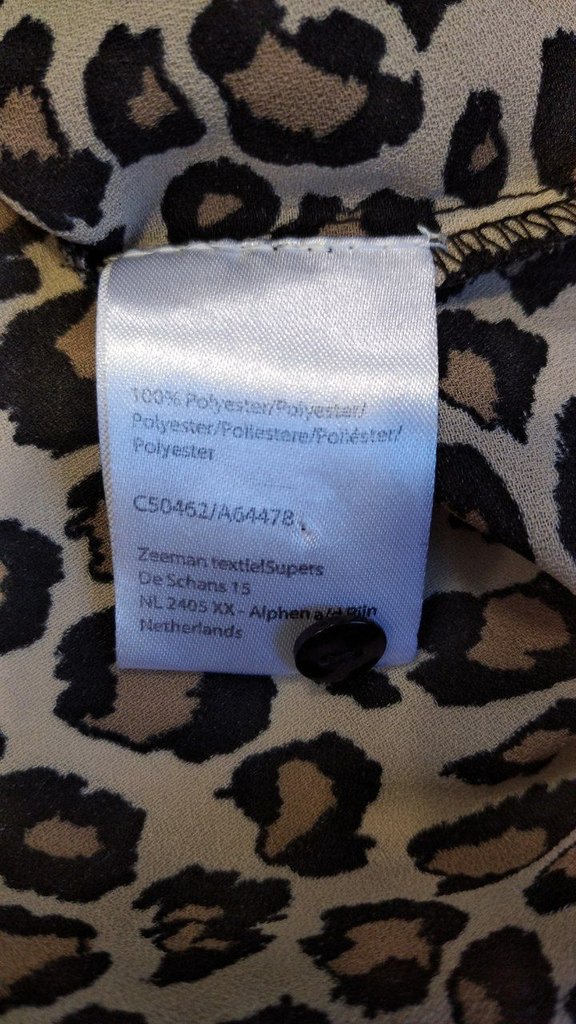 100% Polyester/Polyester/
Polyester/Poliestere/Poliéster/
Polyester
C50462/A64478
Zeeman textielSupers
De Schans 15
NL 2405 XX - Alphen a/d Rijn
Netherlands